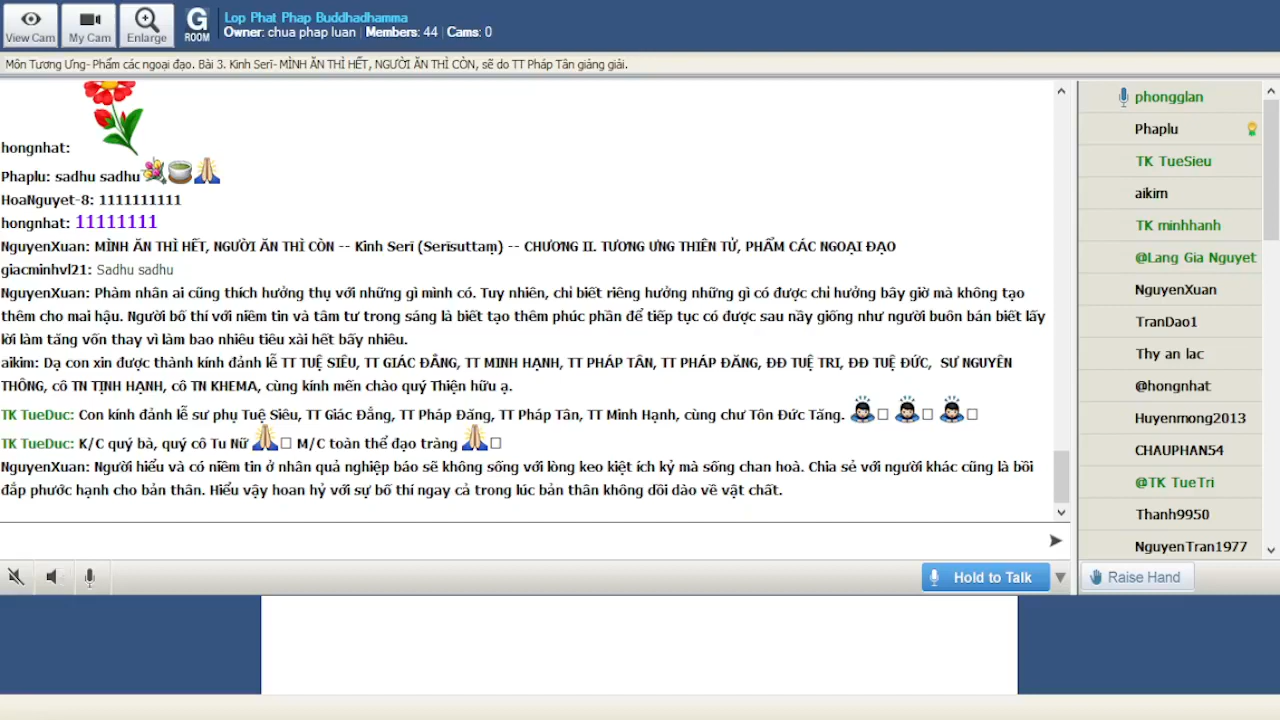 View Cam
My Cam
Enlarge
G
ROOM
Lop Phat Phap Buddhadhamma
Owner: chua phap luan | Members: 44 | Cams: 0
Môn Tương Ưng- Phẩm các ngoại đạo. Bài 3. Kinh Serī- MÌNH ĂN THÌ HẾT, NGƯỜI ĂN THÌ CÒN, sẽ do TT Pháp Tân giảng giải.
hongnhat:
Phaplu: sadhu sadhu
HoaNguyet-8: 1111111111
hongnhat: 11111111
NguyenXuan: MÌNH ĂN THÌ HẾT, NGƯỜI ĂN THÌ CÒN -- Kinh Serī (Serīsuttaṃ) -- CHƯƠNG II. TƯƠNG ƯNG THIÊN TỬ, PHẨM CÁC NGOẠI ĐẠO
giacminhvl21: Sadhu sadhu
NguyenXuan: Phàm nhân ai cũng thích hưởng thụ với những gì mình có. Tuy nhiên, chỉ biết riêng hưởng những gì có được chỉ hưởng bây giờ mà không tạo
thêm cho mai hậu. Người bố thí với niềm tin và tâm tư trong sáng là biết tạo thêm phúc phần để tiếp tục có được sau nầy giống như người buôn bán biết lấy
lời làm tăng vốn thay vì làm bao nhiêu tiêu xài hết bấy nhiêu.
aikim: Dạ con xin được thành kính đảnh lễ TT TUỆ SIÊU, TT GIÁC ĐẲNG, TT MINH HẠNH, TT PHÁP TÂN, TT PHÁP ĐĂNG, ĐĐ TUỆ TRI, ĐĐ TUỆ ĐỨC, SƯ NGUYÊN
THÔNG, cô TN TỊNH HẠNH, cô TN KHEMA, cùng kính mến chào quý Thiện hữu ạ.
TK TueDuc: Con kính đảnh lễ sư phụ Tuệ Siêu, TT Giác Đẳng, TT Pháp Đăng, TT Pháp Tân, TT Minh Hạnh, cùng chư Tôn Đức Tăng.
TK TueDuc: K/C quý bà, quý cô Tu Nữ M/C toàn thể đạo tràng
NguyenXuan: Người hiểu và có niềm tin ở nhân quả nghiệp báo sẽ không sống với lòng keo kiệt ích kỷ mà sống chan hoà. Chia sẻ với người khác cũng là bồi
đắp phước hạnh cho bản thân. Hiểu vậy hoan hỷ với sự bố thí ngay cả trong lúc bản thân không dồi dào về vật chất.
Hold to Talk
phongglan
Phaplu
TK TueSieu
aikim
TK minhhanh
@Lang Gia Nguyet
NguyenXuan
TranDao1
Thy an lac
@hongnhat
Huyenmong2013
CHAUPHAN54
@TK TueTri
Thanh9950
NguyenTran1977
Raise Hand